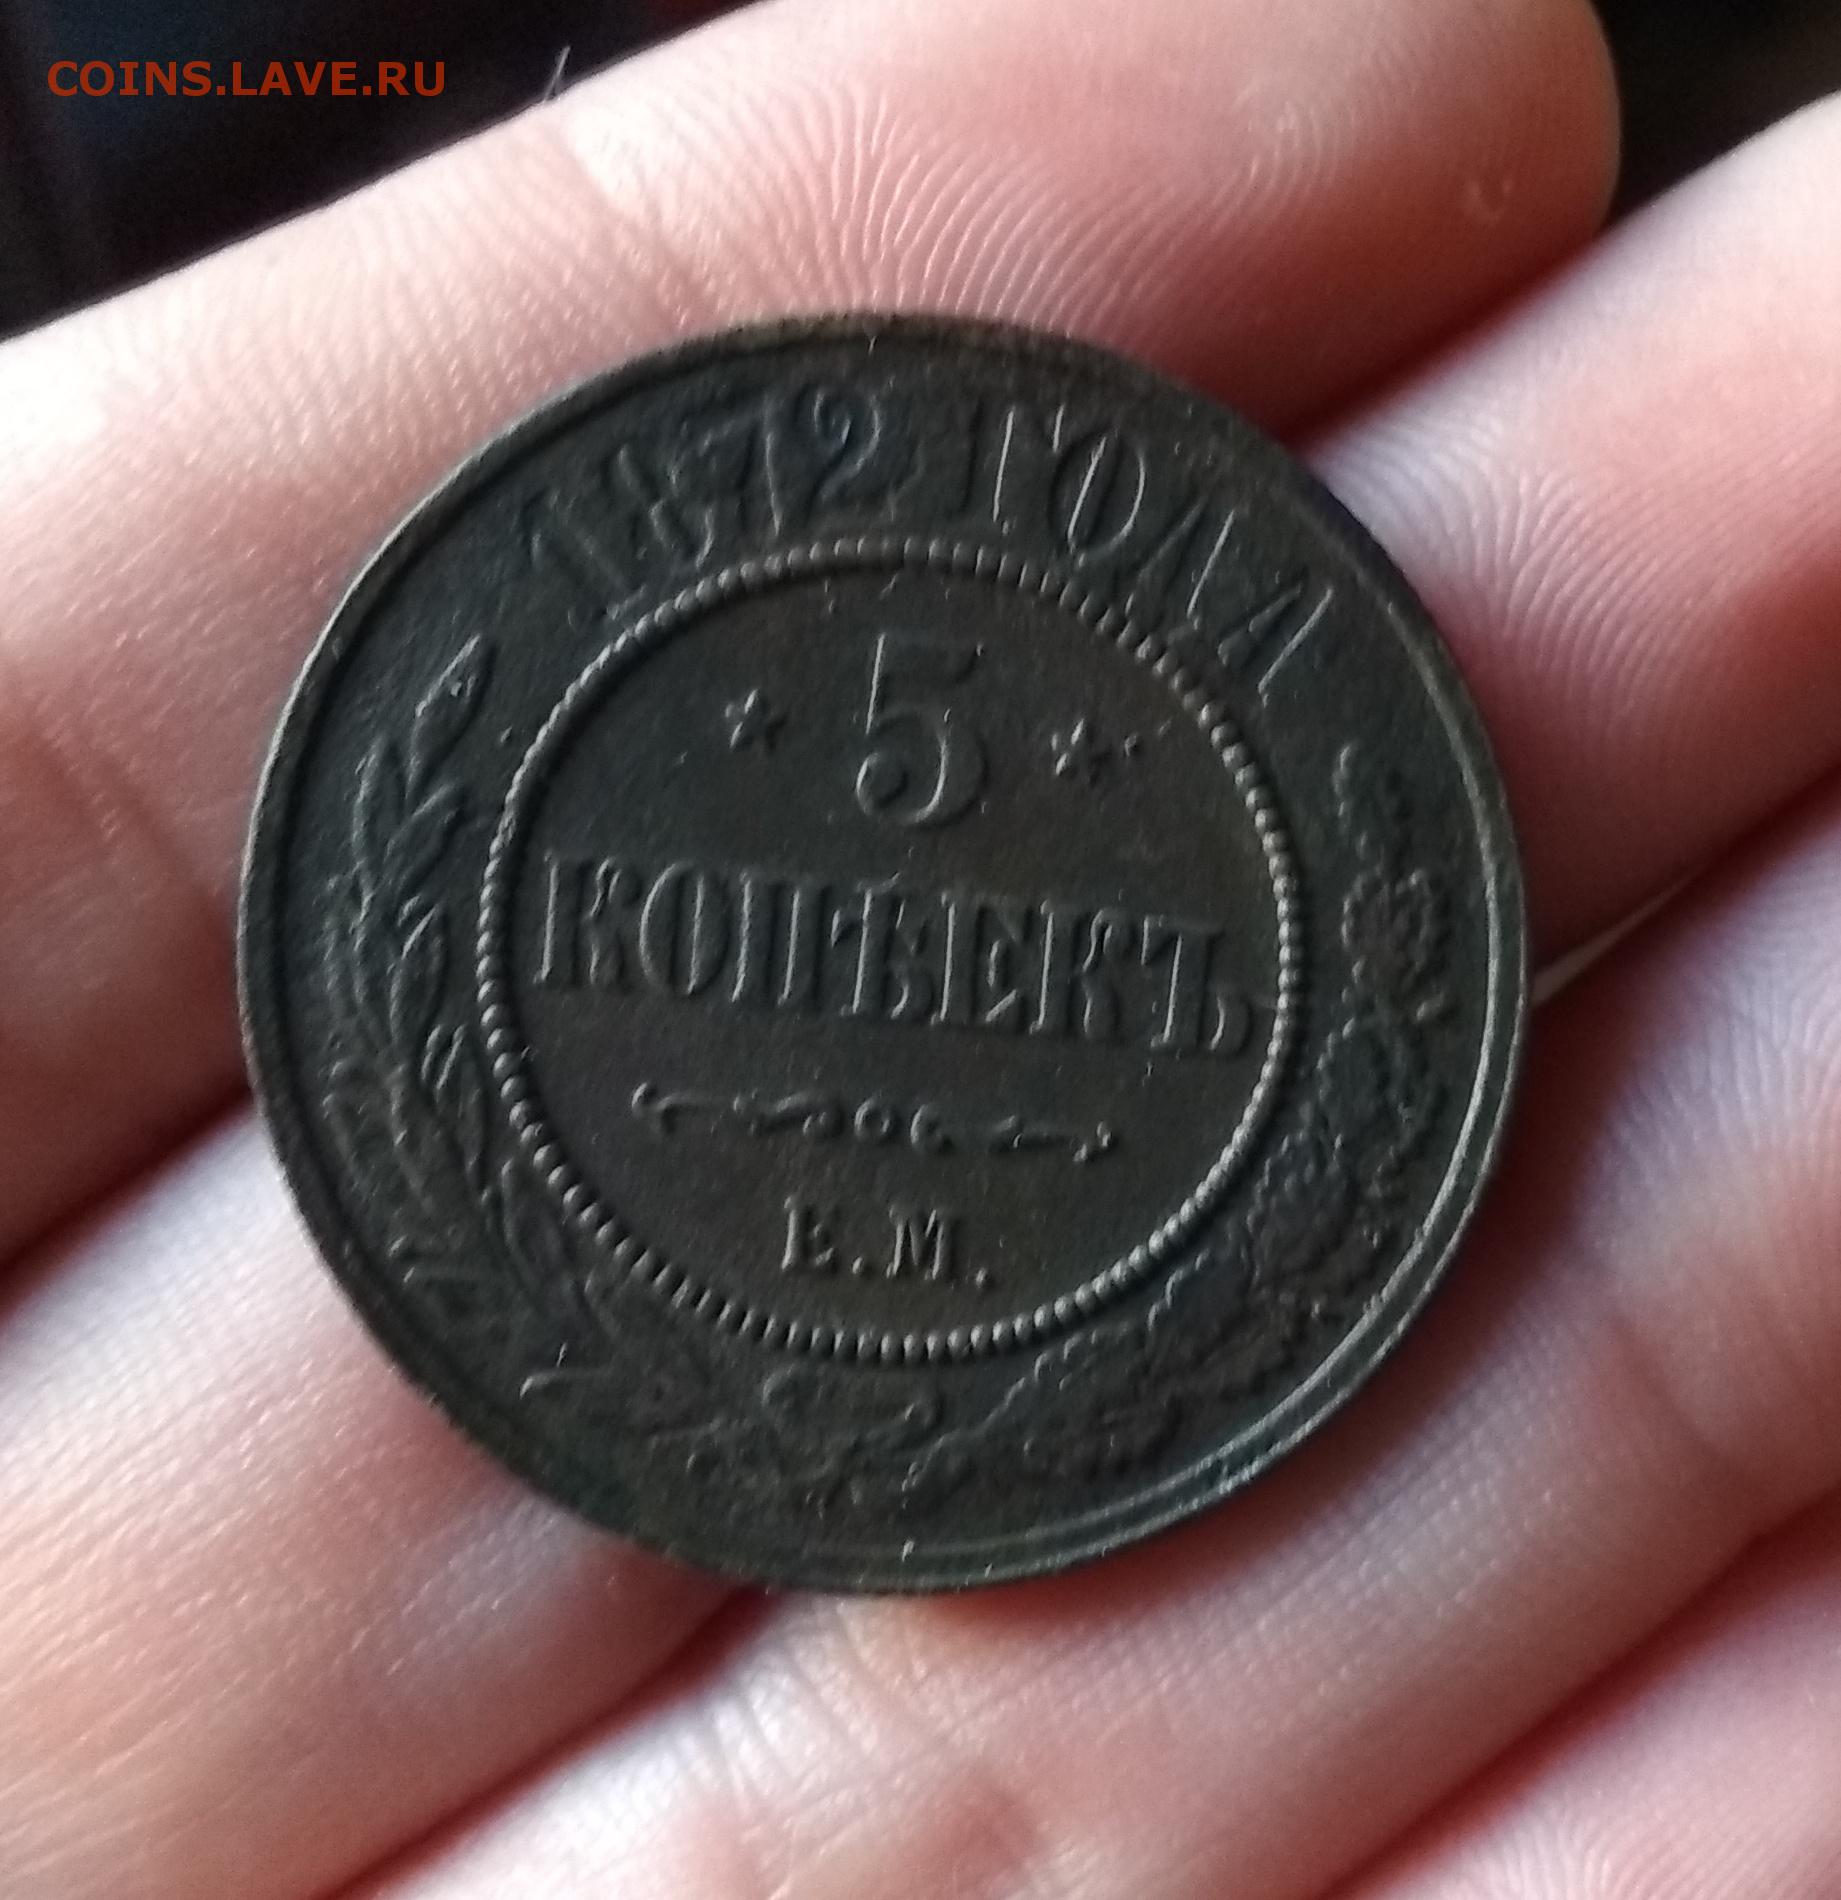 COINS.LAVE.RU
1872 ГОДА
* 5 *
КОПѢЕКЪ
Е.М.